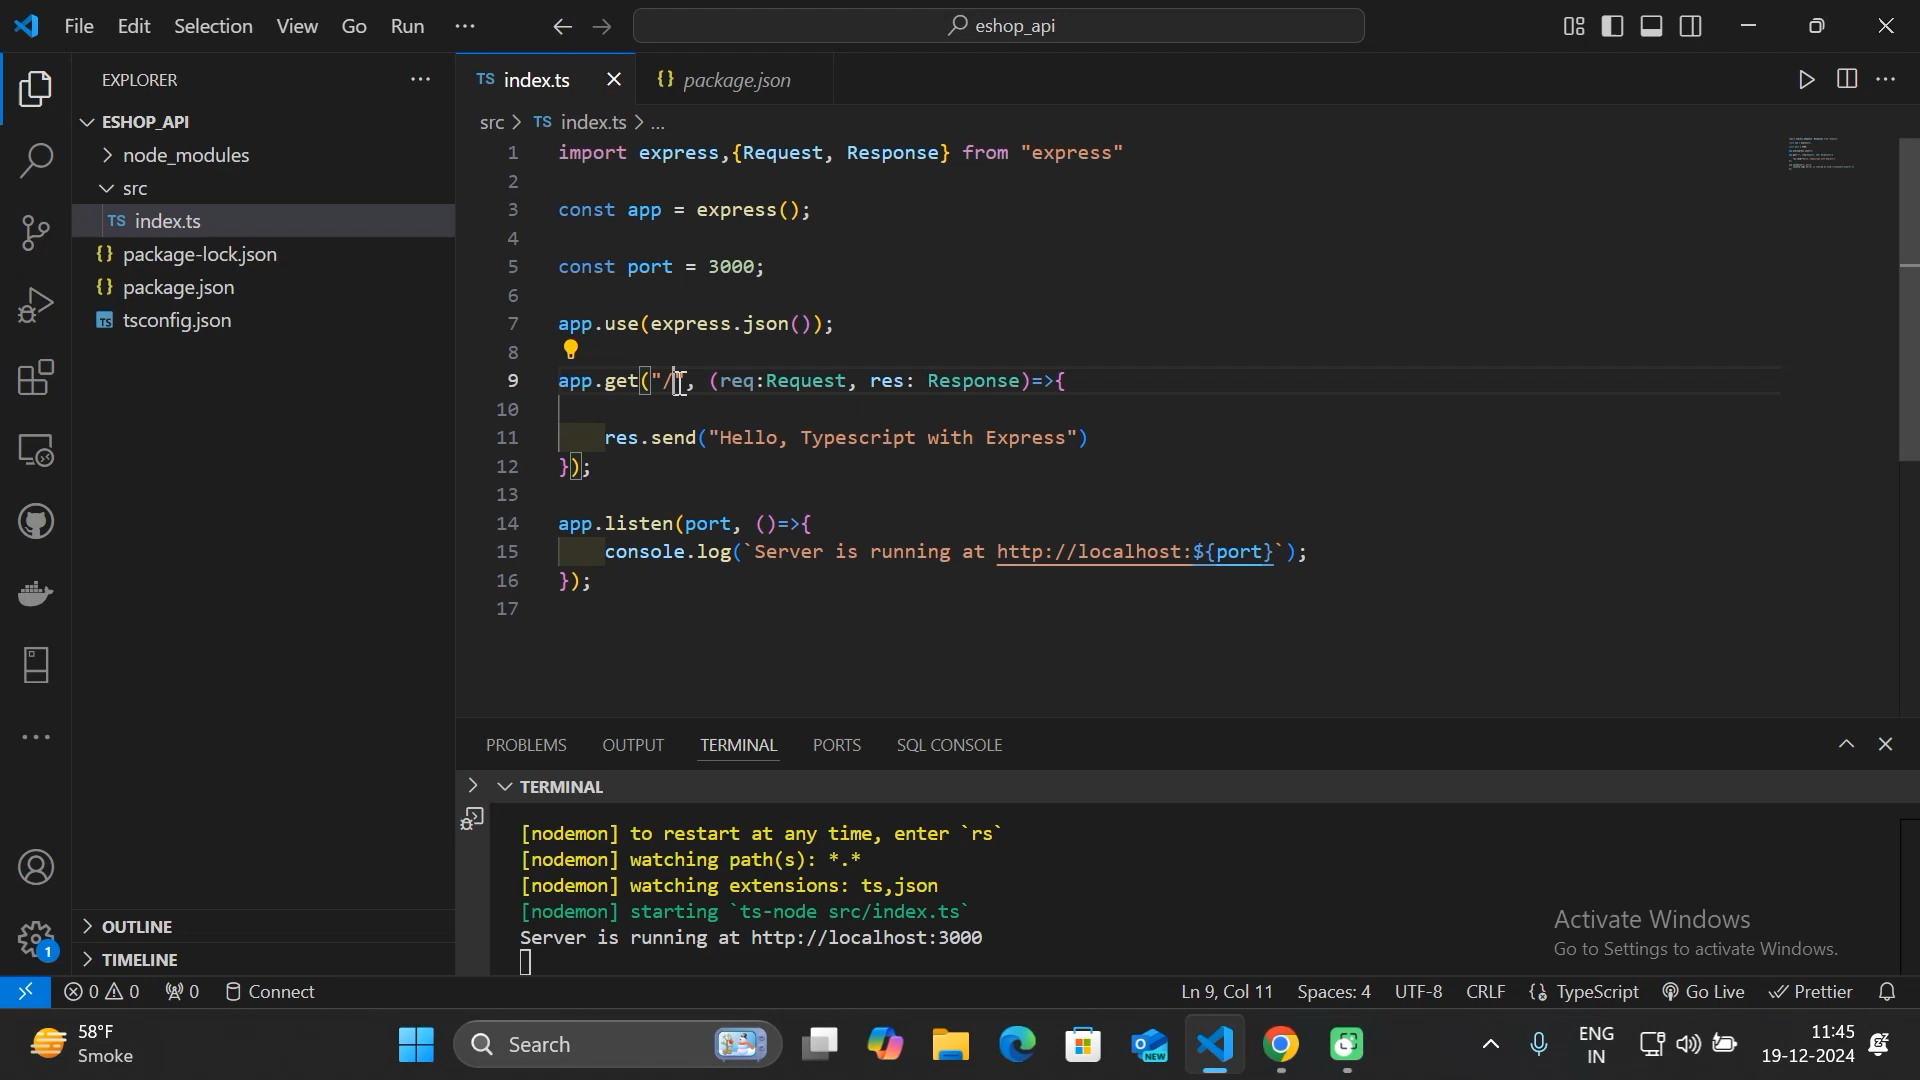 File Edit Selection View Go Run ··· eshop_api
EXPLORER ···
ESHOP_API
node_modules
src
TS index.ts
{} package-lock.json
{} package.json
TS tsconfig.json
OUTLINE
TIMELINE
TS index.ts {} package.json
src > TS index.ts > ...
1 import express,{Request, Response} from "express"
2
3 const app = express();
4
5 const port = 3000;
6
7 app.use(express.json());
8
9 app.get("/", (req:Request, res: Response)=>{
10
11 res.send("Hello, Typescript with Express")
12 });
13
14 app.listen(port, ()=>{
15 console.log(`Server is running at http://localhost:${port}`);
16 });
17
PROBLEMS OUTPUT TERMINAL PORTS SQL CONSOLE
TERMINAL
[nodemon] to restart at any time, enter `rs`
[nodemon] watching path(s): *.*
[nodemon] watching extensions: ts,json
[nodemon] starting `ts-node src/index.ts`
Server is running at http://localhost:3000
Activate Windows
Go to Settings to activate Windows.
1
0 0 0 Connect Ln 9, Col 11 Spaces: 4 UTF-8 CRLF {} TypeScript Go Live Prettier
58°F
Smoke
Search
NEW
ENG
IN
11:45
19-12-2024